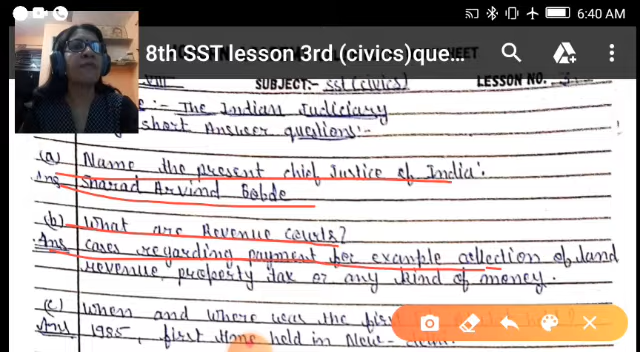 6:40 AM
8th SST lesson 3rd (civics)que...
VIII SUBJECT:- sst (civics) LESSON NO. 3
:- The Indian Judiciary
short Answer questions:-
(a) Name the present chief Justice of India:
Ans Sharad Arvind Bobde
(b) What are Revenue courts?
Ans cases regarding payment for example collection of land
revenue, property tax or any kind of money.
(c) When and where was the firs
Ans 1985, first time held in New-